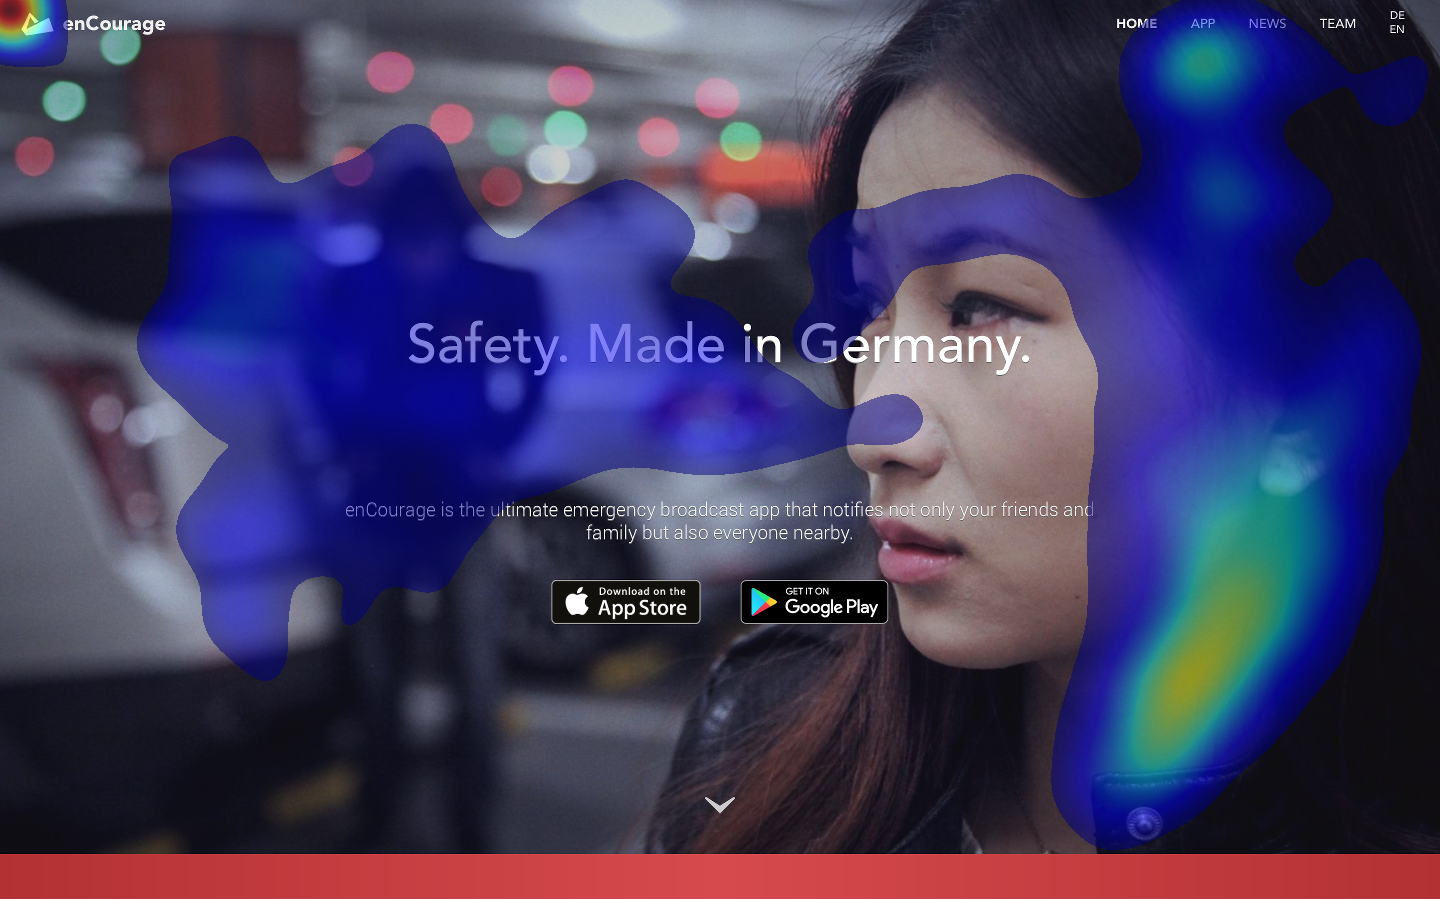 enCourage
HOME APP NEWS TEAM
DE
EN
Safety. Made in Germany.
enCourage is the ultimate emergency broadcast app that notifies not only your friends and
family but also everyone nearby.
Download on the
App Store
GET IT ON
Google Play